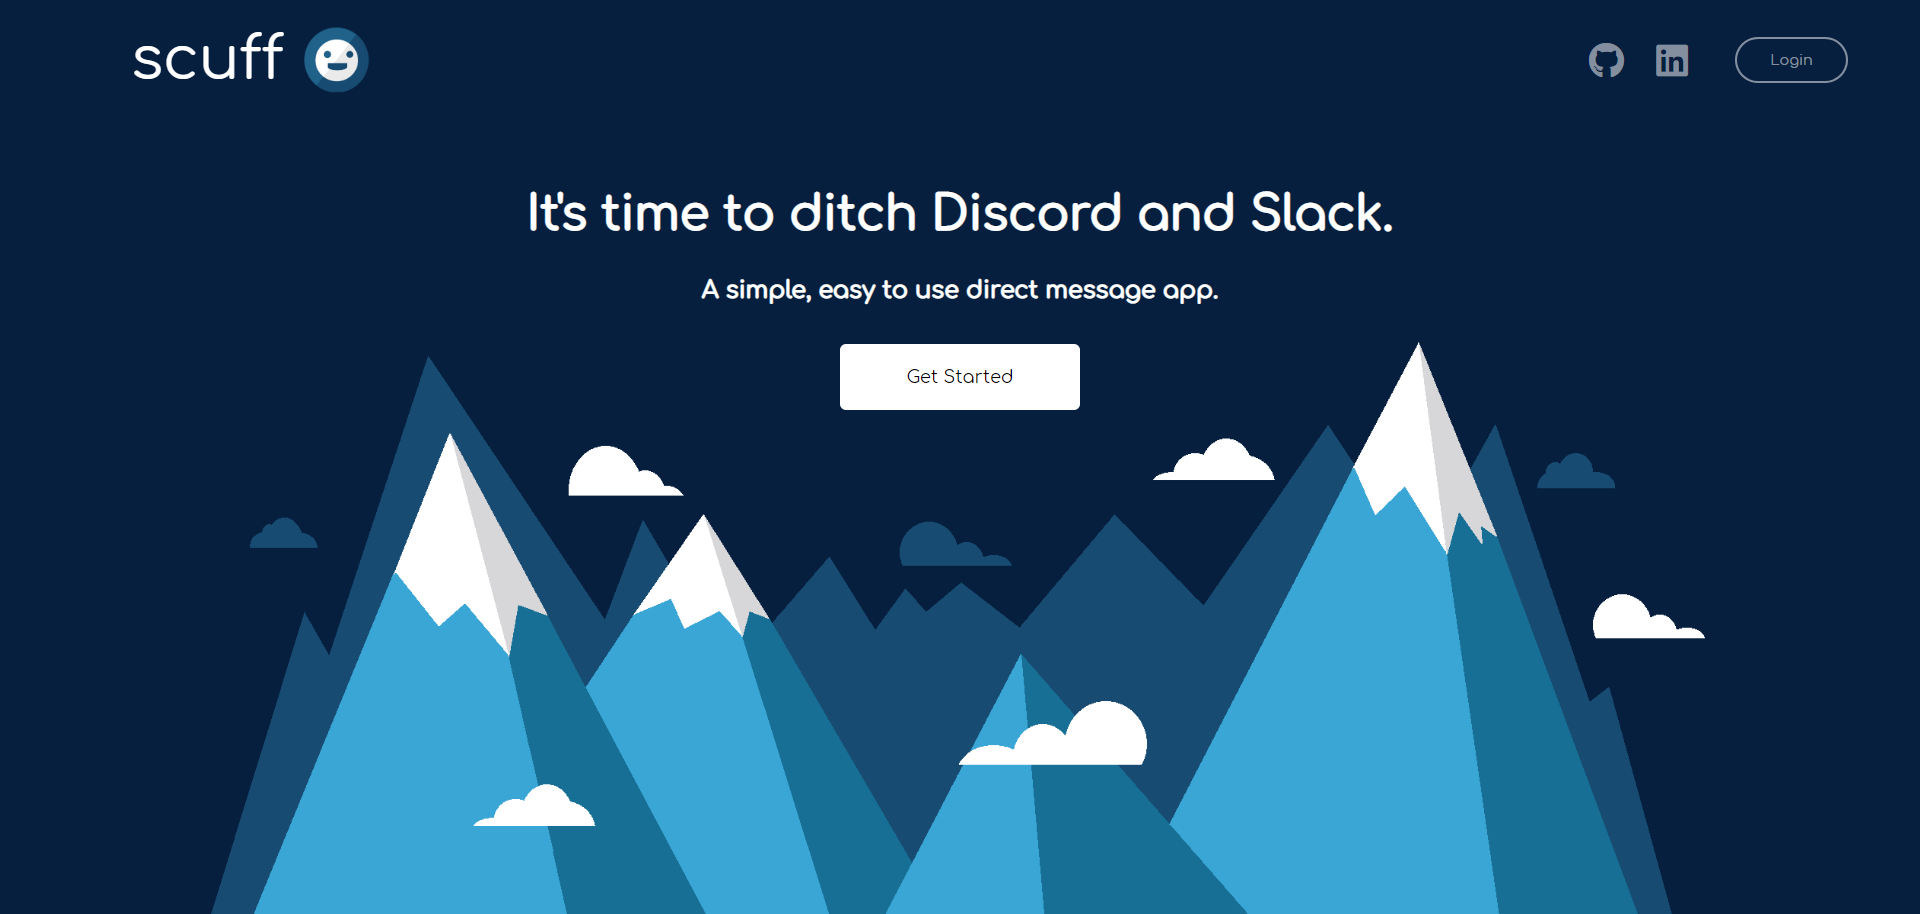 scuff
Login
It's time to ditch Discord and Slack.
A simple, easy to use direct message app.
Get Started